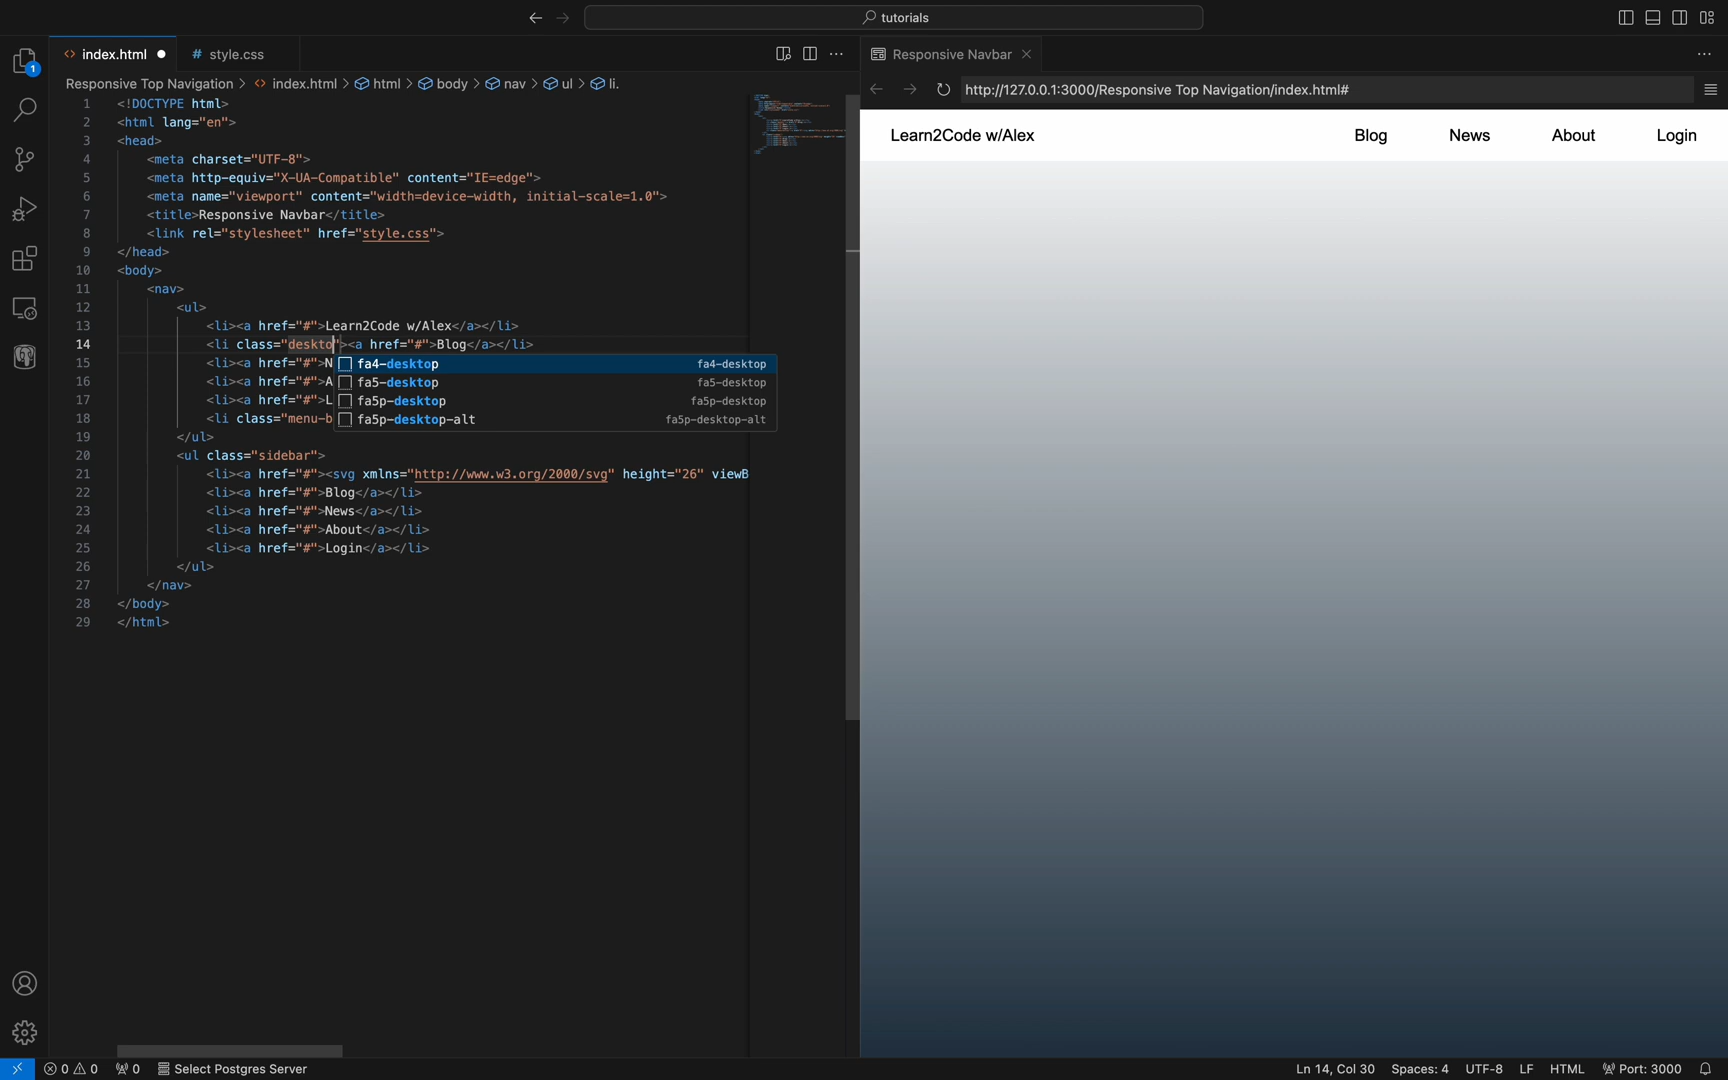 tutorials
index.html
# style.css
Responsive Navbar
Responsive Top Navigation > index.html > html > body > nav > ul > li.
http://127.0.0.1:3000/Responsive Top Navigation/index.html#
1 <!DOCTYPE html>
2 <html lang="en">
3 <head>
4 <meta charset="UTF-8">
5 <meta http-equiv="X-UA-Compatible" content="IE=edge">
6 <meta name="viewport" content="width=device-width, initial-scale=1.0">
7 <title>Responsive Navbar</title>
8 <link rel="stylesheet" href="style.css">
9 </head>
10 <body>
11 <nav>
12 <ul>
13 <li><a href="#">Learn2Code w/Alex</a></li>
14 <li class="deskto"><a href="#">Blog</a></li>
15 <li><a href="#">N
16 <li><a href="#">A
17 <li><a href="#">L
18 <li class="menu-b
fa4-desktop fa4-desktop
fa5-desktop fa5-desktop
fa5p-desktop fa5p-desktop
fa5p-desktop-alt fa5p-desktop-alt
19 </ul>
20 <ul class="sidebar">
21 <li><a href="#"><svg xmlns="http://www.w3.org/2000/svg" height="26" viewB
22 <li><a href="#">Blog</a></li>
23 <li><a href="#">News</a></li>
24 <li><a href="#">About</a></li>
25 <li><a href="#">Login</a></li>
26 </ul>
27 </nav>
28 </body>
29 </html>
Learn2Code w/Alex Blog News About Login
1
0 0 0 Select Postgres Server
Ln 14, Col 30 Spaces: 4 UTF-8 LF HTML Port: 3000